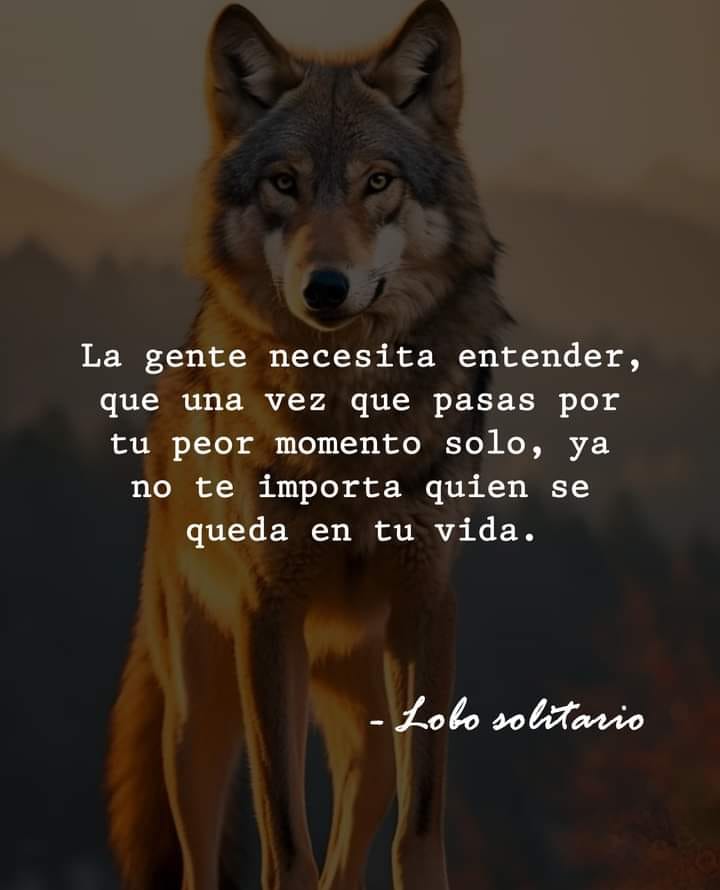 La gente necesita entender,
que una vez que pasas por
tu peor momento solo, ya
no te importa quien se
queda en tu vida.
- Lobo solitario